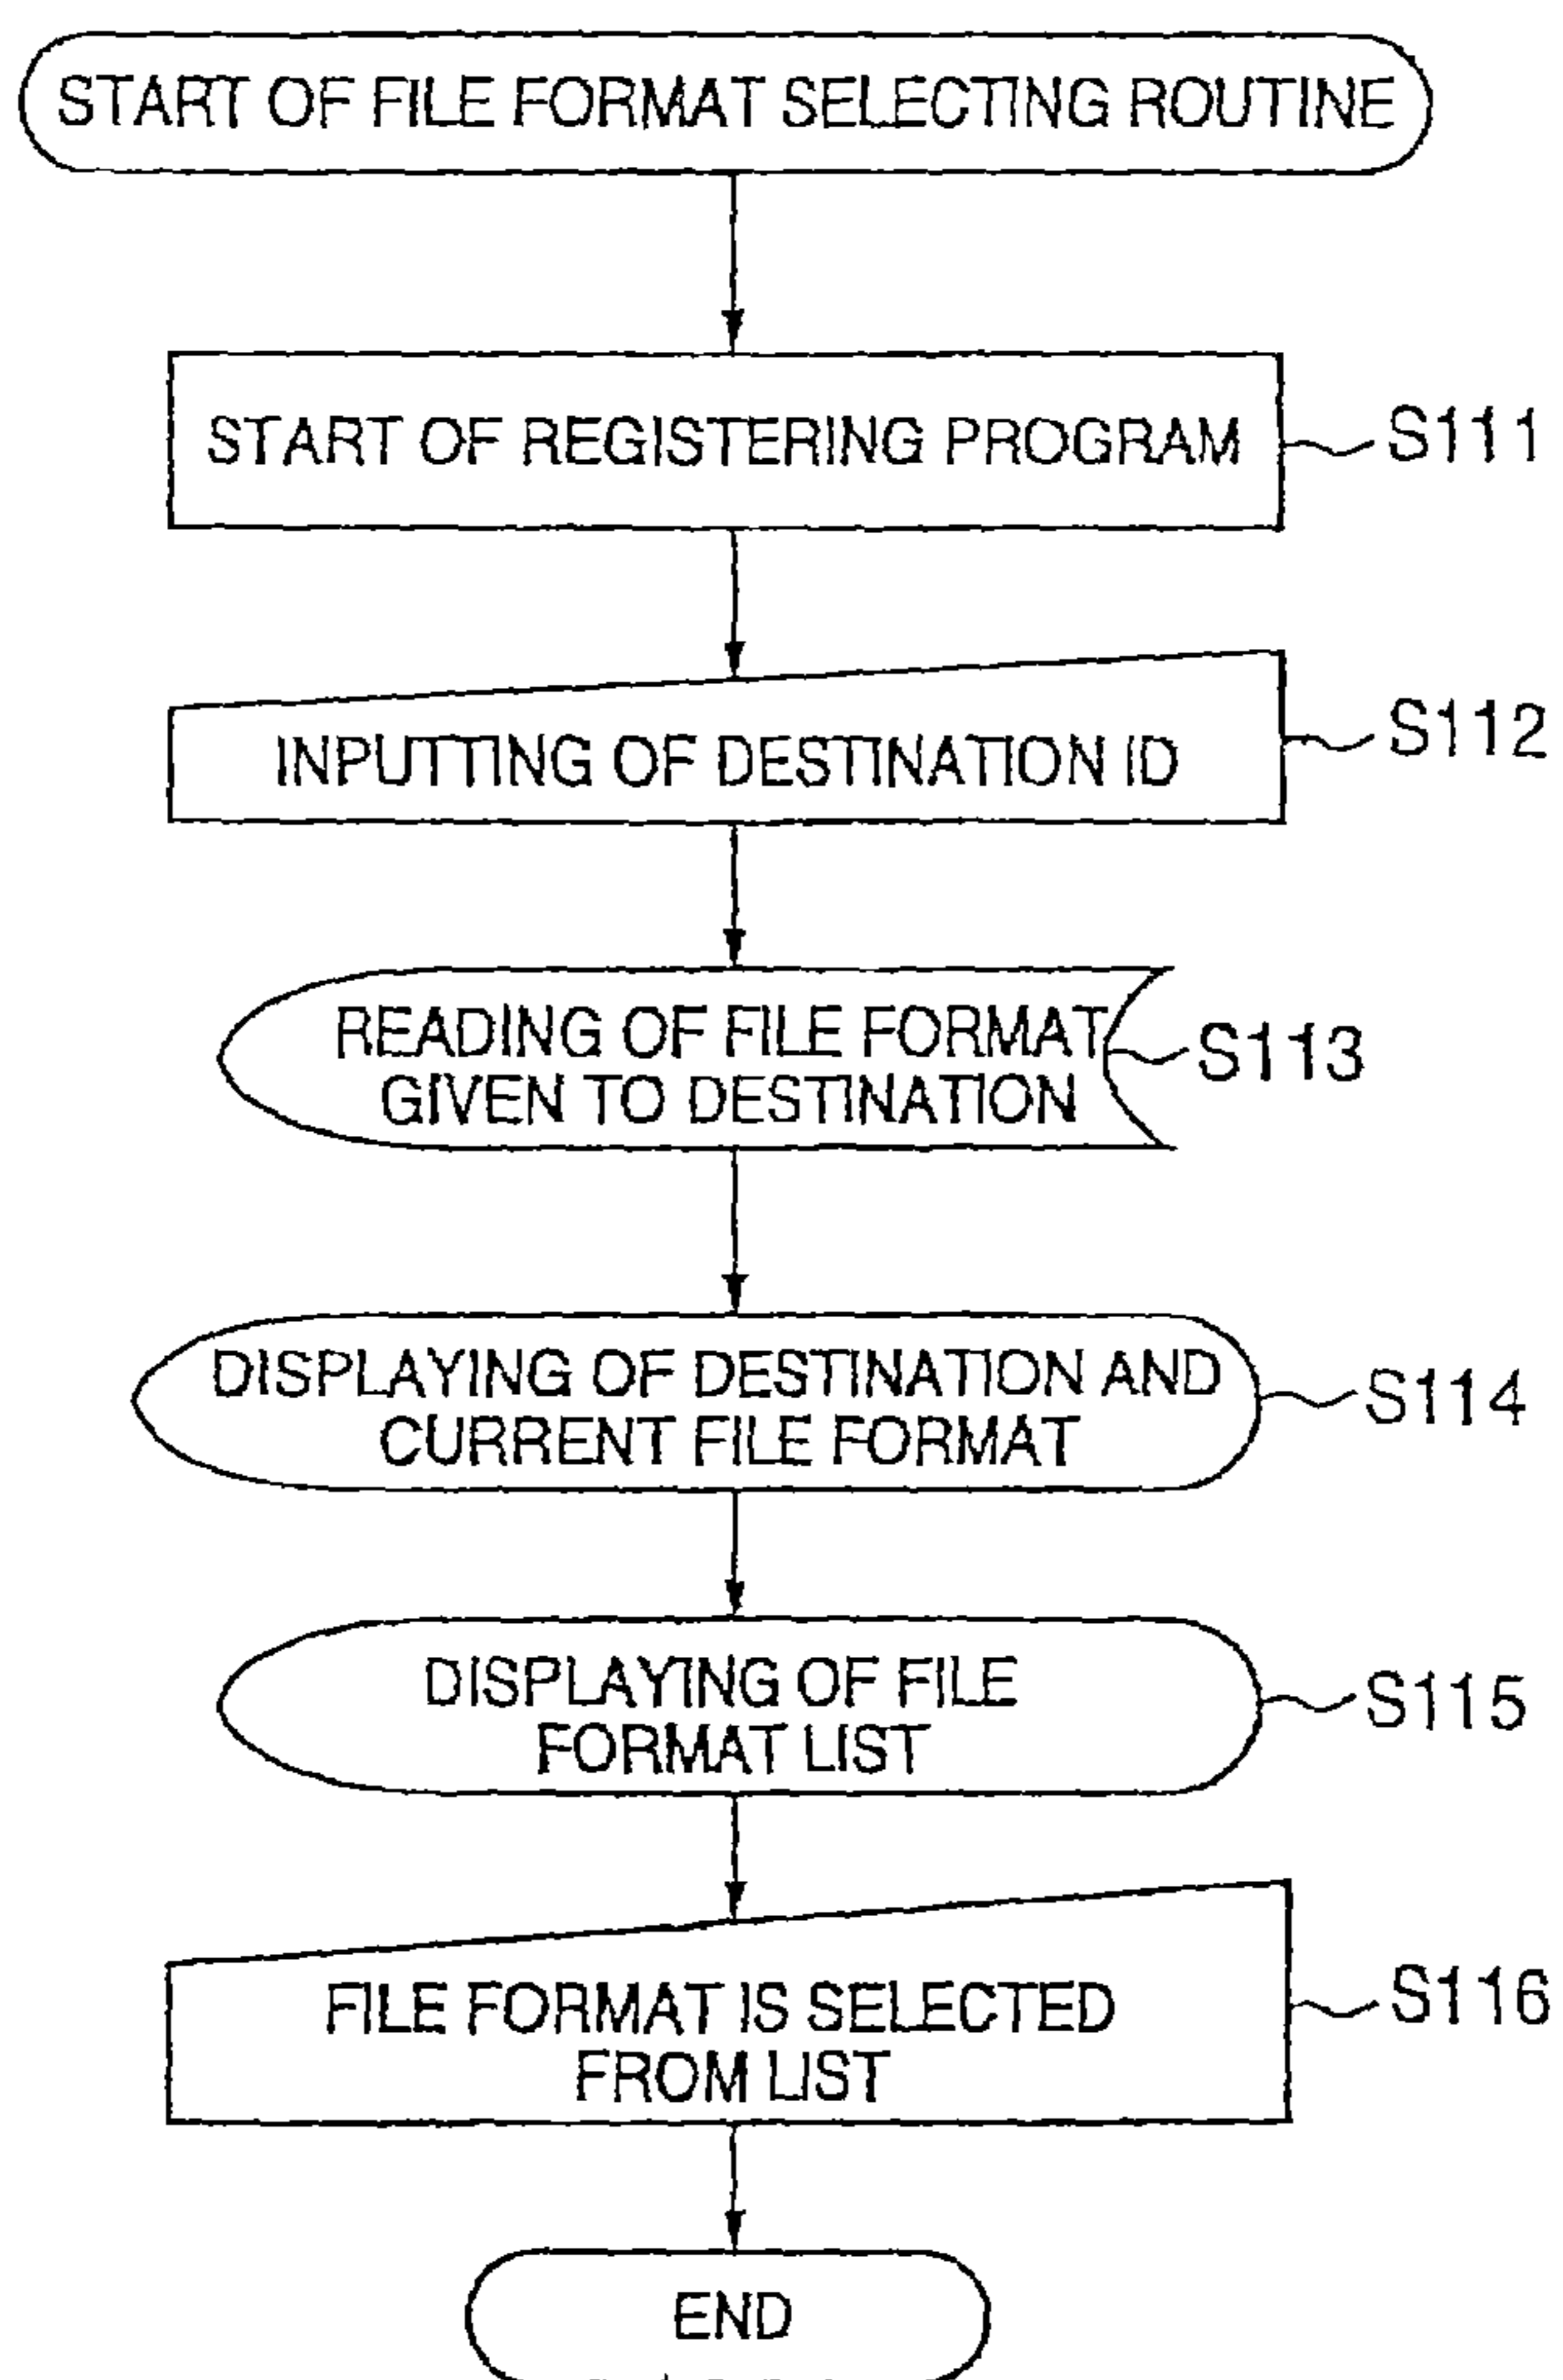 START OF FILE FORMAT SELECTING ROUTINE
START OF REGISTERING PROGRAM
S111
INPUTTING OF DESTINATION ID
S112
READING OF FILE FORMAT
GIVEN TO DESTINATION
S113
DISPLAYING OF DESTINATION AND
CURRENT FILE FORMAT
S114
DISPLAYING OF FILE
FORMAT LIST
S115
FILE FORMAT IS SELECTED
FROM LIST
S116
END